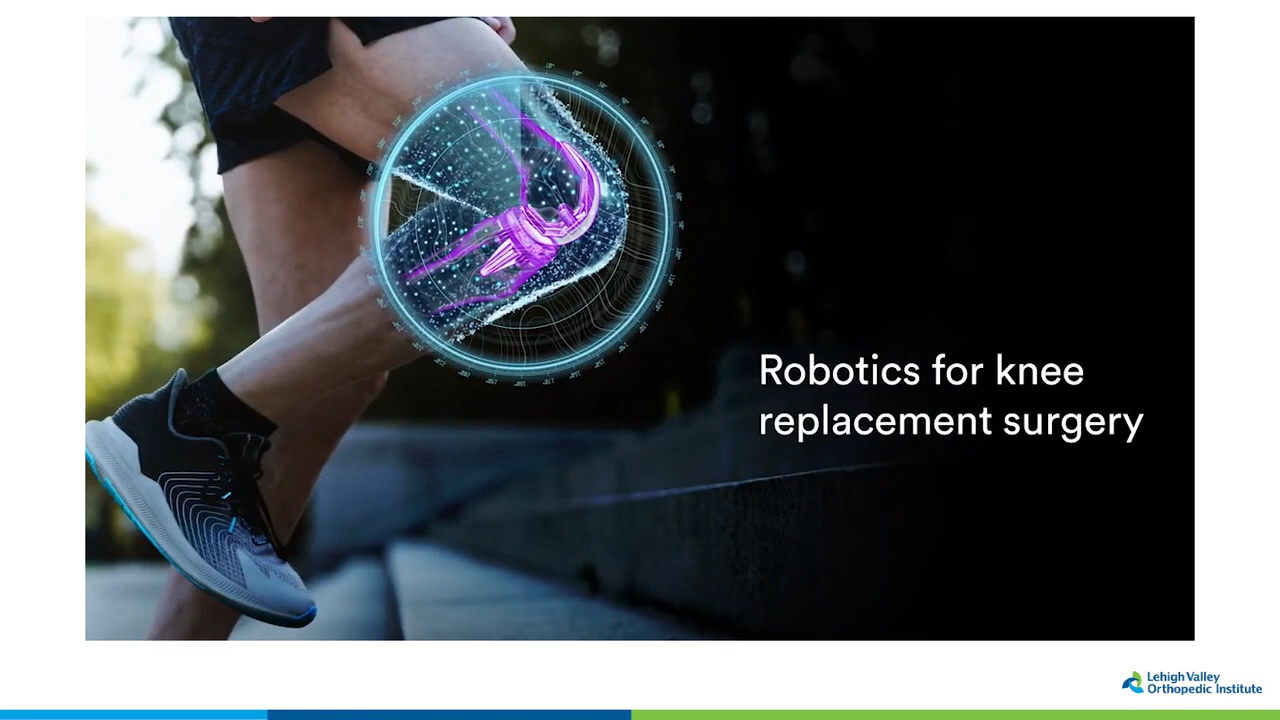 Robotics for knee
replacement surgery
Lehigh Valley
Orthopedic Institute